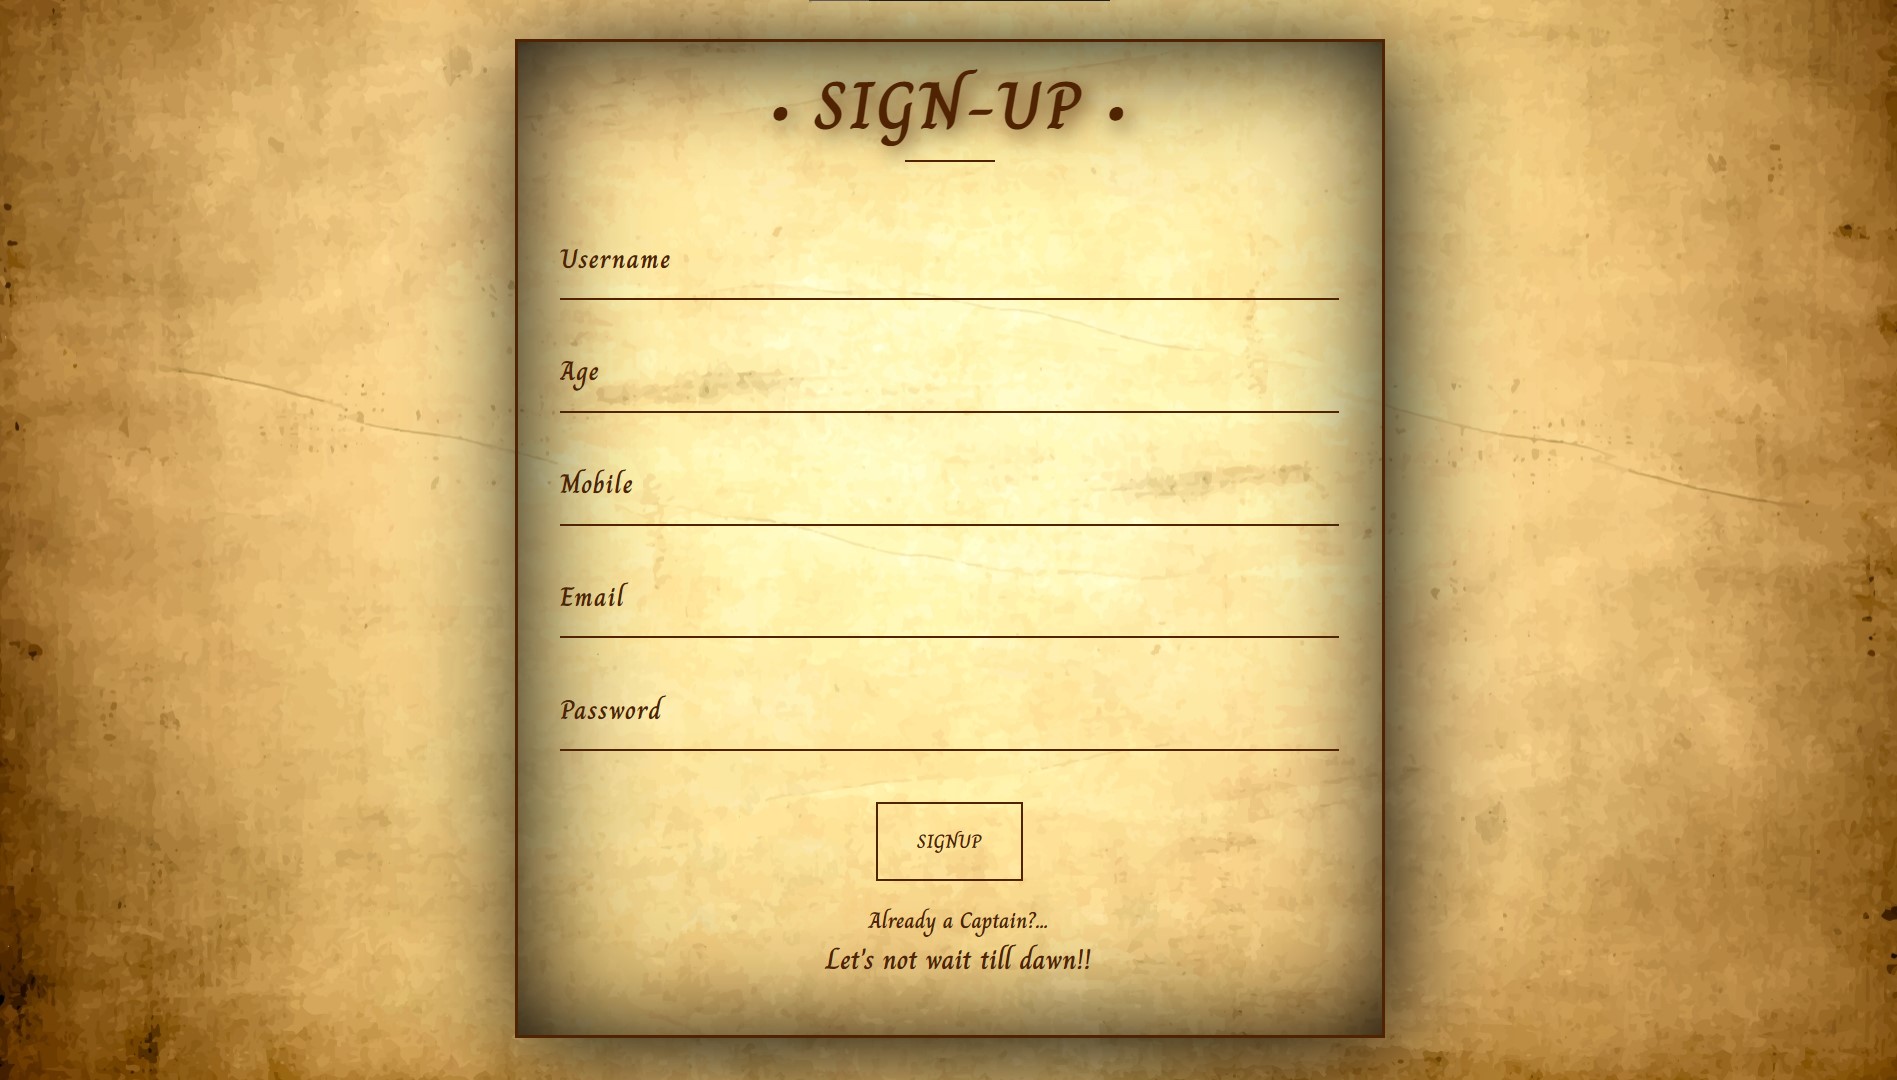 • SIGN-UP •
Username
Age
Mobile
Email
Password
SIGNUP
Already a Captain?...
Let's not wait till dawn!!